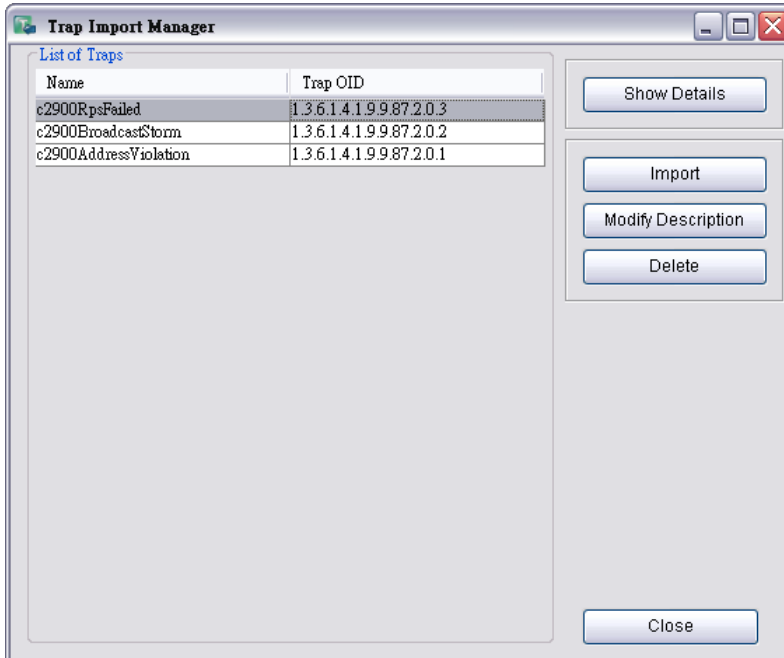 Trap Import Manager
List of Traps
Name Trap OID
c2900RpsFailed 1.3.6.1.4.1.9.9.87.2.0.3
c2900BroadcastStorm 1.3.6.1.4.1.9.9.87.2.0.2
c2900AddressViolation 1.3.6.1.4.1.9.9.87.2.0.1
Show Details
Import
Modify Description
Delete
Close